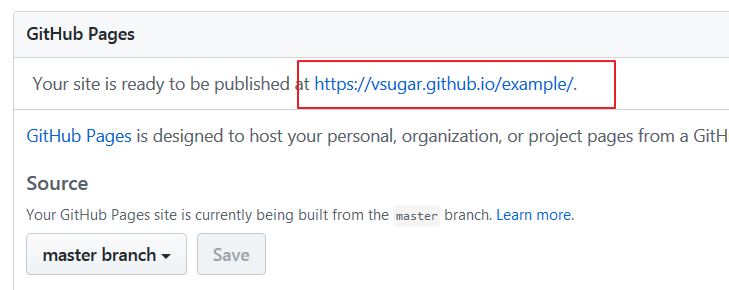 GitHub Pages
Your site is ready to be published at https://vsugar.github.io/example/.
GitHub Pages is designed to host your personal, organization, or project pages from a GitH
Source
Your GitHub Pages site is currently being built from the master branch. Learn more.
master branch Save